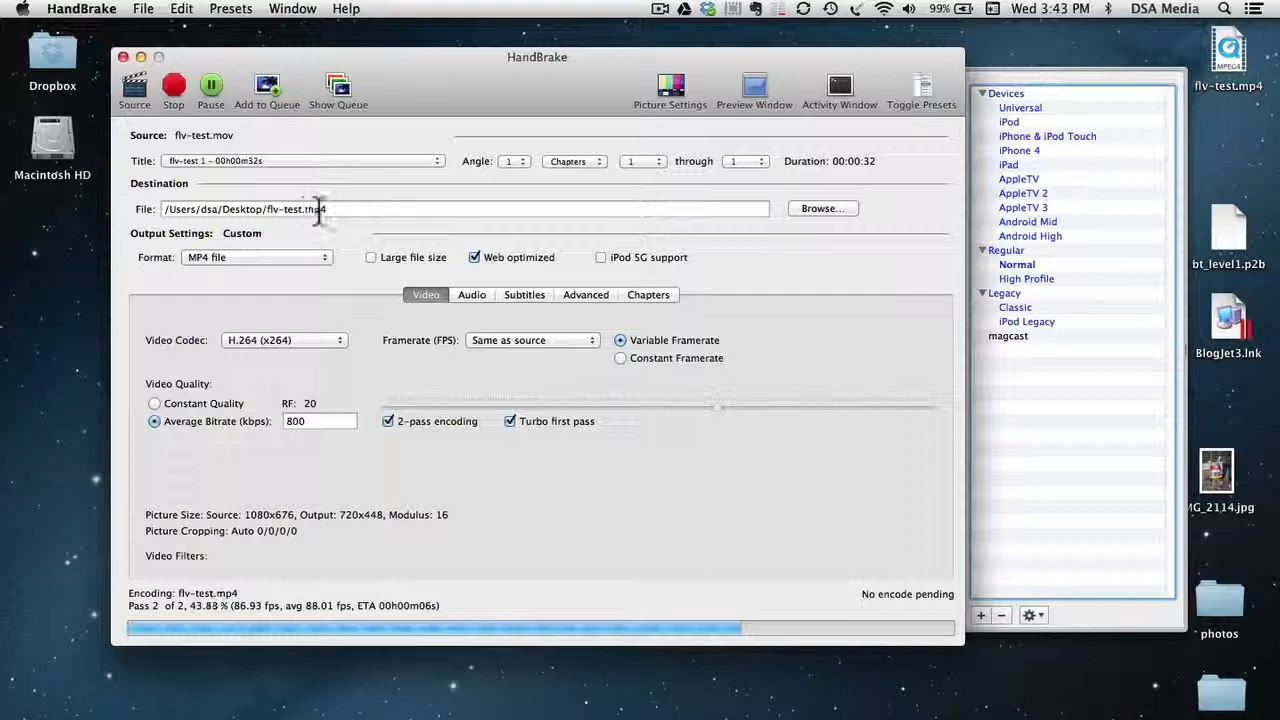 HandBrake File Edit Presets Window Help 99% Wed 3:43 PM DSA Media
HandBrake
Source Stop Pause Add to Queue Show Queue Picture Settings Preview Window Activity Window Toggle Presets
Source: flv-test.mov
Title: flv-test 1 - 00h00m32s Angle: 1 Chapters 1 through 1 Duration: 00:00:32
Destination
File: /Users/dsa/Desktop/flv-test.mp4 Browse...
Output Settings: Custom
Format: MP4 file Large file size Web optimized iPod 5G support
Video Audio Subtitles Advanced Chapters
Video Codec: H.264 (x264) Framerate (FPS): Same as source Variable Framerate
Constant Framerate
Video Quality:
Constant Quality RF: 20
Average Bitrate (kbps): 800 2-pass encoding Turbo first pass
Picture Size: Source: 1080x676, Output: 720x448, Modulus: 16
Picture Cropping: Auto 0/0/0/0
Video Filters:
Encoding: flv-test.mp4 No encode pending
Pass 2 of 2, 43.83 % (86.93 fps, avg 88.01 fps, ETA 00h00m06s)
Devices
Universal
iPod
iPhone & iPod Touch
iPhone 4
iPad
AppleTV
AppleTV 2
AppleTV 3
Android Mid
Android High
Regular
Normal
High Profile
Legacy
Classic
iPod Legacy
magcast
Dropbox
Macintosh HD
MPEG4
flv-test.mp4
bt_level1.p2b
BlogJet3.lnk
MG_2114.jpg
photos